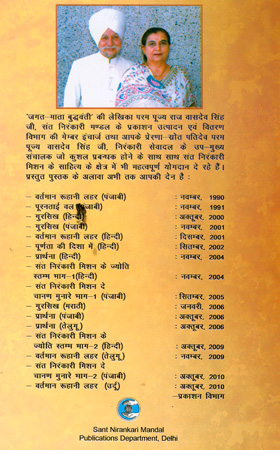 'जगत-माता बुद्धवंती' की लेखिका परम पूज्य राज वासदेव सिंह
जी, संत निरंकारी मण्डल के प्रकाशन उत्पादन एवं वितरण
विभाग की मेम्बर इंचार्ज तथा आपके प्रेरणा-स्रोत पतिदेव परम
पूज्य वासदेव सिंह जी, निरंकारी सेवादल के उप-मुख्य
संचालक जो कुशल प्रबन्धक होने के साथ साथ संत निरंकारी
मिशन के साहित्य के क्षेत्र में भी महत्वपूर्ण योगदान दे रहे हैं।
प्रस्तुत पुस्तक के अलावा अभी तक आपकी देन है :
– वर्तमान रूहानी लहर (पंजाबी) : नवम्बर, 1990
– पूरनताई वल (पंजाबी) : नवम्बर, 1991
– गुरसिख (हिन्दी) : अक्टूबर, 2000
– गुरसिख (पंजाबी) : नवम्बर, 2001
– वर्तमान रूहानी लहर (हिन्दी) : दिसम्बर, 2001
– पूर्णता की दिशा में (हिन्दी) : सितम्बर, 2002
– प्रार्थना (हिन्दी) : नवम्बर, 2004
– संत निरंकारी मिशन के ज्योति
स्तम्भ भाग-1(हिन्दी) : नवम्बर, 2004
– संत निरंकारी मिशन दे
चानण मुनारे भाग-1 (पंजाबी) : सितम्बर, 2005
– गुरसिख (मराठी) : जनवरी, 2006
– प्रार्थना (पंजाबी) : अक्टूबर, 2006
– प्रार्थना (तेलुगू) : अक्टूबर, 2006
– संत निरंकारी मिशन के
ज्योति स्तम्भ भाग-2 (हिन्दी) : अक्टूबर, 2009
– वर्तमान रूहानी लहर (तेलुगू) : नवम्बर, 2009
– संत निरंकारी मिशन दे
चानण मुनारे भाग-2 (पंजाबी) : अक्टूबर, 2010
– वर्तमान रूहानी लहर (उर्दू) : अक्टूबर, 2010
–प्रकाशन विभाग
Sant Nirankari Mandal
Publications Department, Delhi